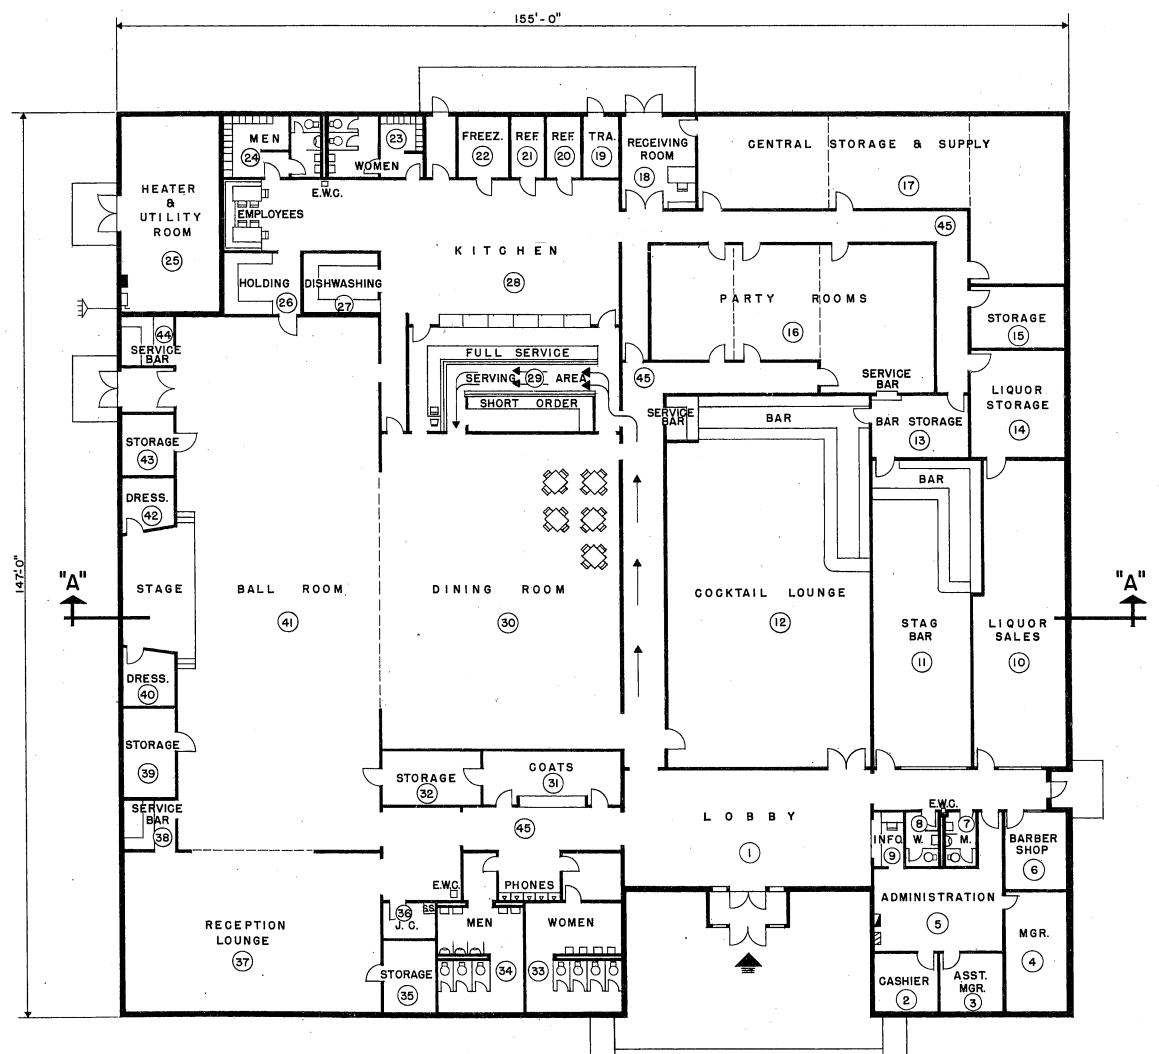 155'-0"
147'-0"
MEN
24
WOMEN
23
FREEZ.
22
REF.
21
REF.
20
TRA.
19
RECEIVING
ROOM
18
CENTRAL STORAGE & SUPPLY
17
HEATER
&
UTILITY
ROOM
25
E.W.C.
EMPLOYEES
KITCHEN
28
HOLDING
26
DISHWASHING
27
45
PARTY ROOMS
16
STORAGE
15
44
SERVICE
BAR
FULL SERVICE
SERVING 29 AREA
SHORT ORDER
45
SERVICE
BAR
LIQUOR
STORAGE
14
SERVICE
BAR
BAR
BAR STORAGE
13
STORAGE
43
DRESS.
42
BAR
"A"
STAGE
BALL ROOM
41
DINING ROOM
30
COCKTAIL LOUNGE
12
STAG
BAR
11
LIQUOR
SALES
10
"A"
DRESS.
40
STORAGE
39
STORAGE
32
COATS
31
SERVICE
BAR
38
45
LOBBY
1
E.W.C.
INFO.
9
8
W.
7
M.
BARBER
SHOP
6
E.W.C.
PHONES
ADMINISTRATION
5
RECEPTION
LOUNGE
37
36
S.S.
J. C.
MEN
34
WOMEN
33
MGR.
4
STORAGE
35
CASHIER
2
ASST.
MGR.
3